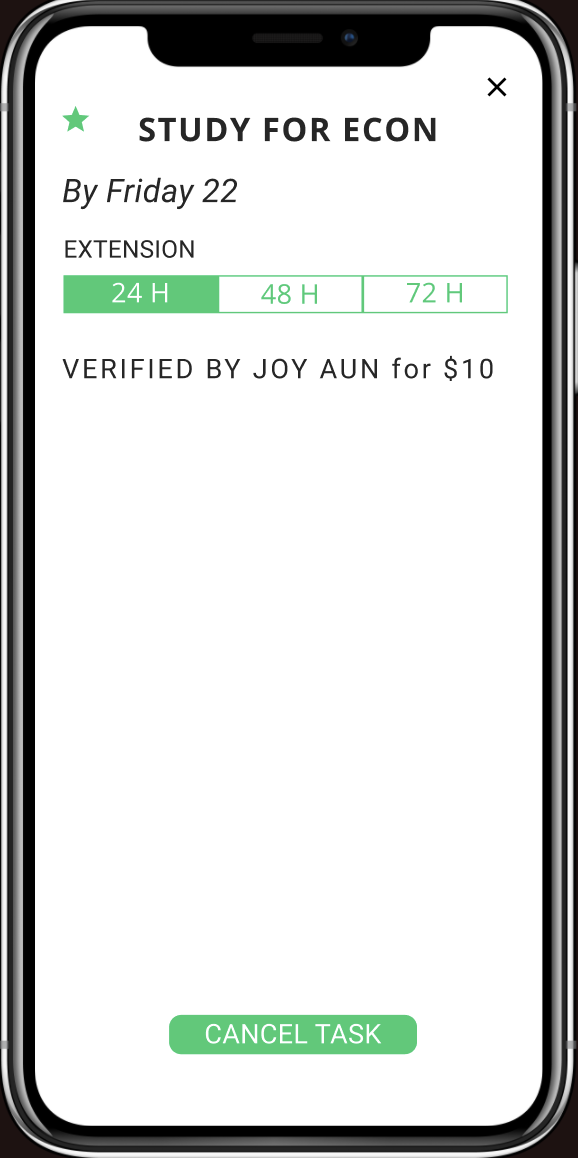 STUDY FOR ECON
By Friday 22
EXTENSION
24 H 48 H 72 H
VERIFIED BY JOY AUN for $10
CANCEL TASK